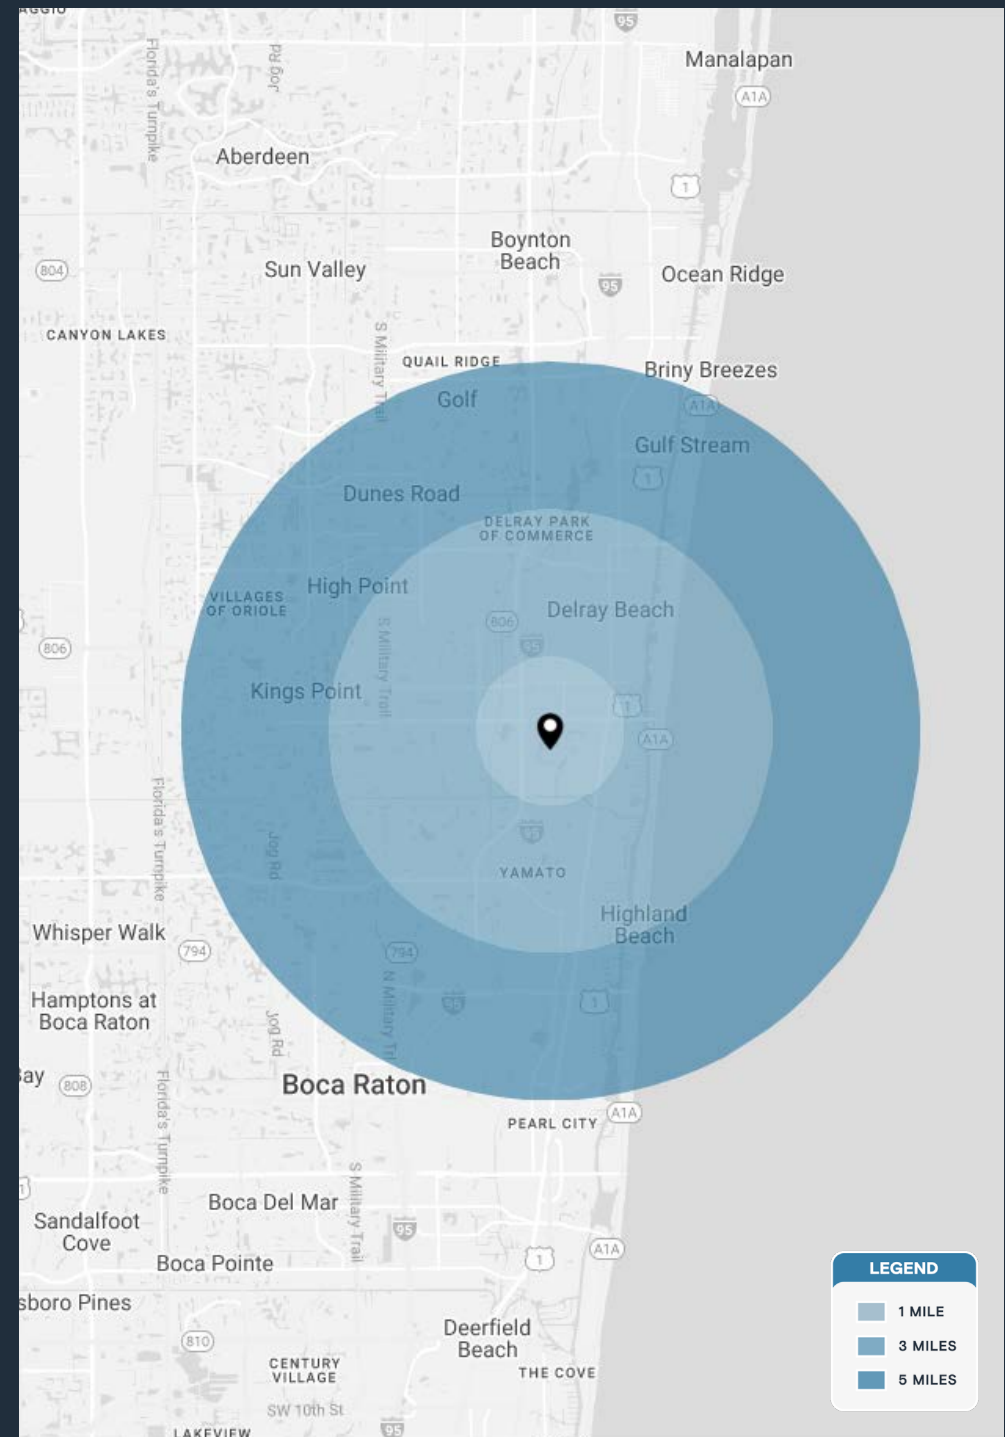 Manalapan
95
Florida's Turnpike
Jog Rd
A1A
Aberdeen
1
Boynton
Beach
804
Sun Valley
95
Ocean Ridge
CANYON LAKES
S Military Trail
QUAIL RIDGE
Briny Breezes
Golf
A1A
Gulf Stream
1
Dunes Road
DELRAY PARK
OF COMMERCE
High Point
VILLAGES
OF ORIOLE
Delray Beach
806
806
95
S Military Trail
Kings Point
1
A1A
Florida's Turnpike
95
Jog Rd
YAMATO
Highland
Beach
Whisper Walk
794
794
N Military Trl
95
1
Hamptons at
Boca Raton
Jog Rd
808
Florida's Turnpike
Boca Raton
A1A
PEARL CITY
S Military Trail
Boca Del Mar
Sandalfoot
Cove
95
A1A
1
Boca Pointe
LEGEND
1 MILE
3 MILES
5 MILES
sboro Pines
810
Deerfield
Beach
CENTURY
VILLAGE
THE COVE
SW 10th St
95
LAKEVIEW